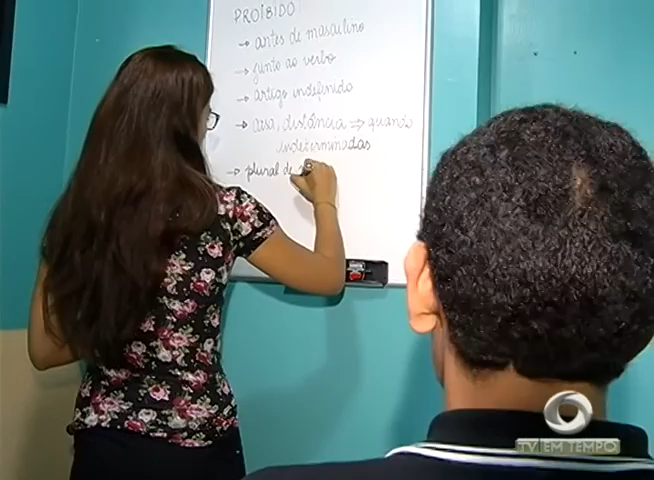 PROIBIDO
→ antes de masculino
→ junto ao verbo
→ artigo indefinido
→ casa, distância ⇒ quando
indeterminadas
→ plural de
TV EM TEMPO